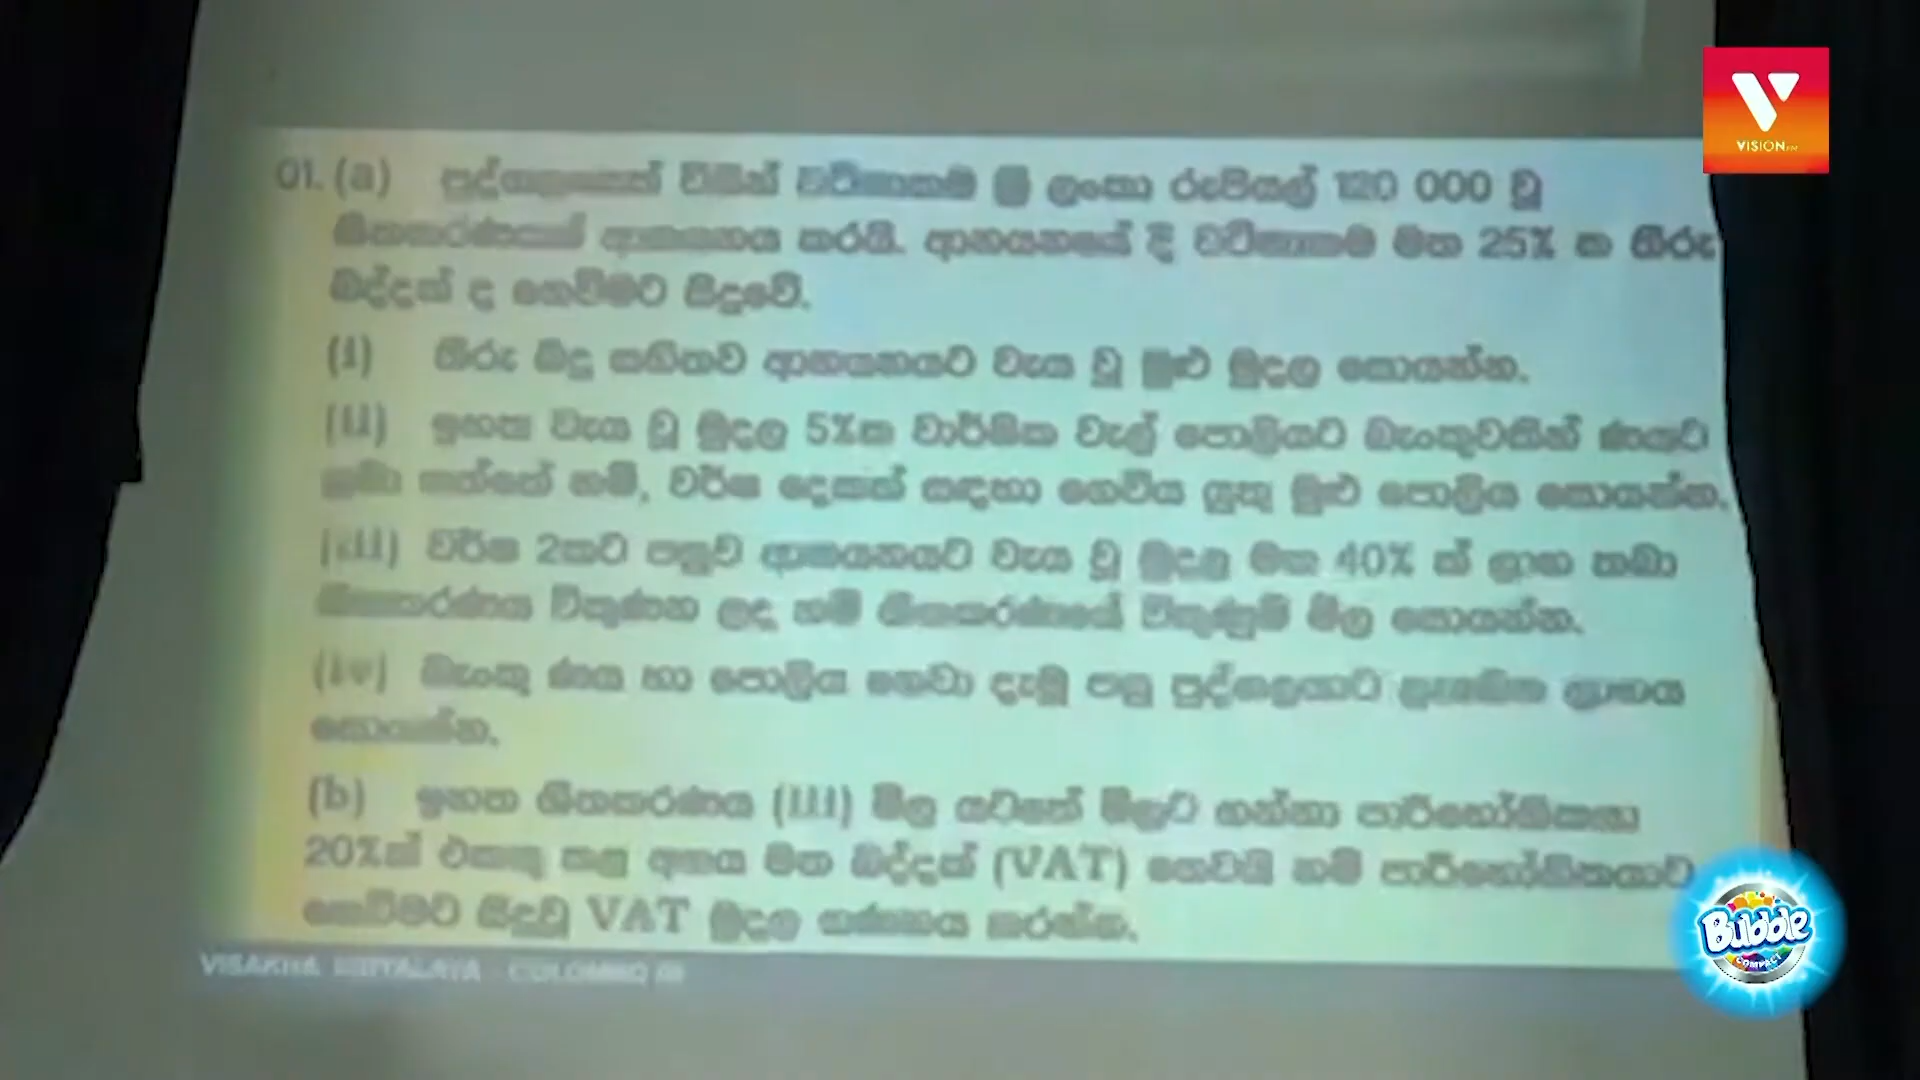 01. (a) පුද්ගලයෙක් විසින් වටිනාකම ශ්‍රී ලංකා රුපියල් 120 000 වූ
ශීතකරණයක් ආනයනය කරයි. ආනයනයේ දී වටිනාකම මත 25% ක තීරු
බද්දක් ද ගෙවීමට සිදුවේ.
(i) තීරු බදු සහිතව ආනයනයට වැය වූ මුළු මුදල සොයන්න.
(ii) ඉහත වැය වූ මුදල 5%ක වාර්ෂික වැල් පොලියට බැංකුවකින් ණයට
ලබා ගත්තේ නම්, වර්ෂ දෙකක් සඳහා ගෙවිය යුතු මුළු පොලිය සොයන්න.
(iii) වර්ෂ 2කට පසුව ආනයනයට වැය වූ මුදල මත 40% ක් ලාභ තබා
ශීතකරණය විකුණන ලද නම් ශීතකරණයේ විකුණුම් මිල සොයන්න.
(iv) බැංකු ණය හා පොලිය ගෙවා දැමූ පසු පුද්ගලයාට ලැබෙන ලාභය
සොයන්න.
(b) ඉහත ශීතකරණය (iii) මිල යටතේ මිලට ගන්නා පාරිභෝගිකයා
20%ක් එකතු කළ අගය මත බද්දක් (VAT) ගෙවයි නම් පාරිභෝගිකයාට
ගෙවීමට සිදුවූ VAT මුදල ගණනය කරන්න.
VISAKHA VIDYALAYA - COLOMBO
VISION
Bubble
COMPACT